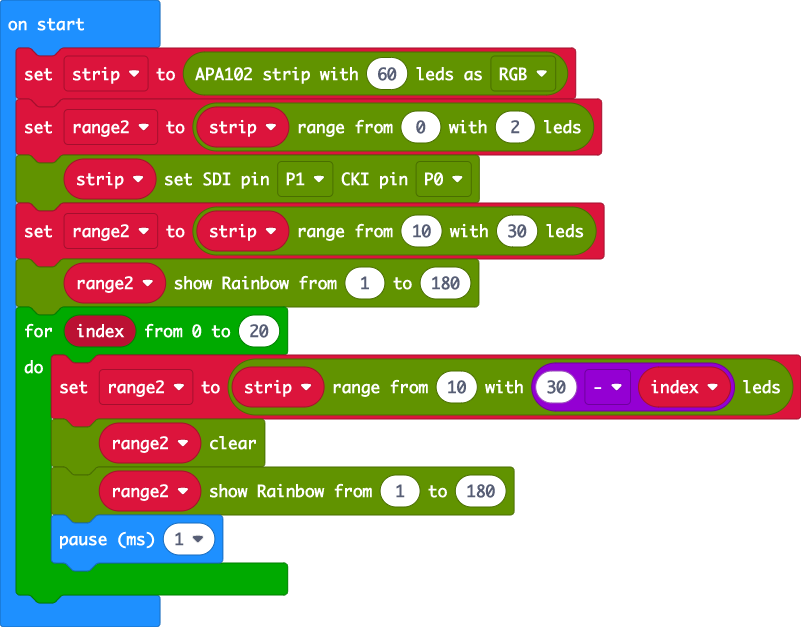 on start
set strip to APA102 strip with 60 leds as RGB
set range2 to strip range from 0 with 2 leds
strip set SDI pin P1 CKI pin P0
set range2 to strip range from 10 with 30 leds
range2 show Rainbow from 1 to 180
for index from 0 to 20
do
set range2 to strip range from 10 with 30 - index leds
range2 clear
range2 show Rainbow from 1 to 180
pause (ms) 1